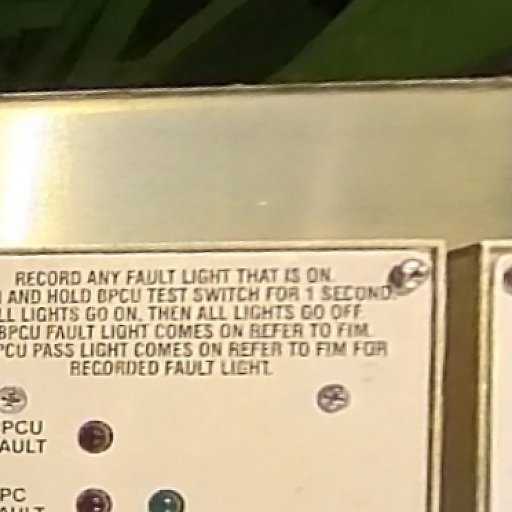 RECORD ANY FAULT LIGHT THAT IS ON.
AND HOLD BPCU TEST SWITCH FOR 1 SECOND.
LL LIGHTS GO ON, THEN ALL LIGHTS GO OFF
BPCU FAULT LIGHT COMES ON REFER TO FIM.
PCU PASS LIGHT COMES ON REFER TO FIM FOR
RECORDED FAULT LIGHT.
PCU
AULT
PC
AULT